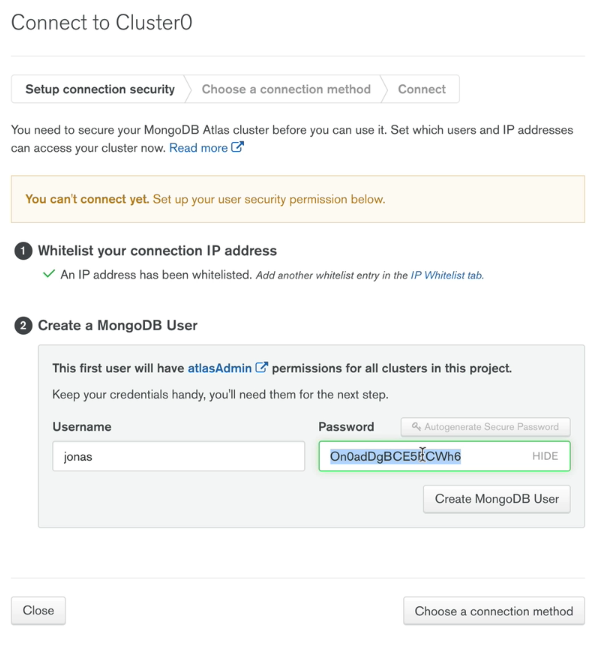 Connect to Cluster0
Setup connection security
Choose a connection method
Connect
You need to secure your MongoDB Atlas cluster before you can use it. Set which users and IP addresses
can access your cluster now. Read more
You can't connect yet. Set up your user security permission below.
1 Whitelist your connection IP address
An IP address has been whitelisted. Add another whitelist entry in the IP Whitelist tab.
2 Create a MongoDB User
This first user will have atlasAdmin permissions for all clusters in this project.
Keep your credentials handy, you'll need them for the next step.
Username
Password
Autogenerate Secure Password
jonas
HIDE
Create MongoDB User
Close
Choose a connection method